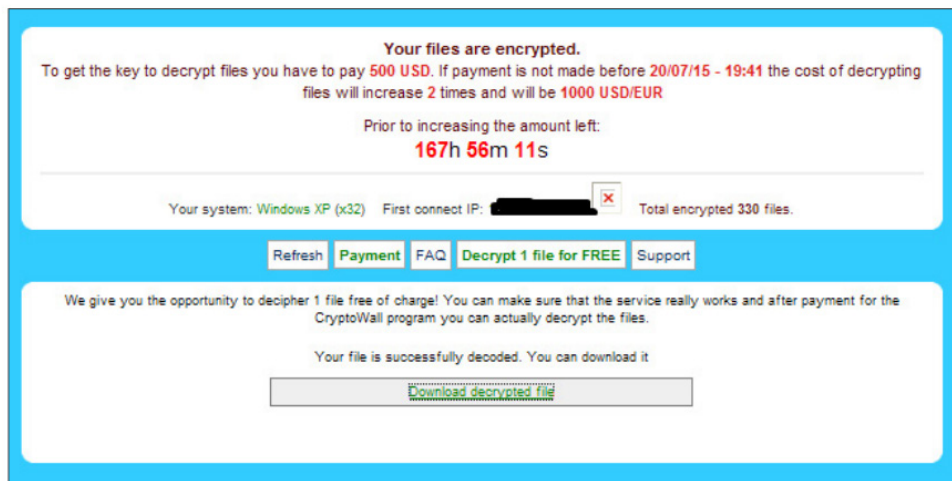 Your files are encrypted.
To get the key to decrypt files you have to pay 500 USD. If payment is not made before 20/07/15 - 19:41 the cost of decrypting
files will increase 2 times and will be 1000 USD/EUR
Prior to increasing the amount left:
167h 56m 11s
Your system: Windows XP (x32) First connect IP: Total encrypted 330 files.
Refresh Payment FAQ Decrypt 1 file for FREE Support
We give you the opportunity to decipher 1 file free of charge! You can make sure that the service really works and after payment for the
CryptoWall program you can actually decrypt the files.
Your file is successfully decoded. You can download it
Download decrypted file